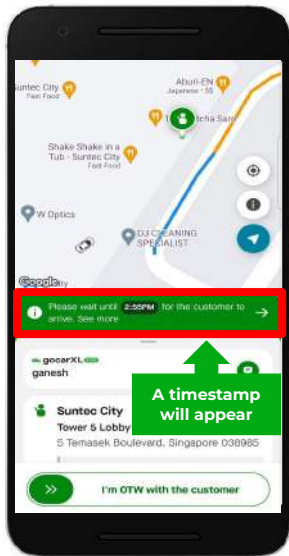 Suntec City
Fast Food
Aburi-EN
Japanese · $$
Shake Shake in a
Tub - Suntec City
Fast Food
W Optics
DJ CLEANING
SPECIALIST
Google
Please wait until 2:55PM for the customer to
arrive. See more
gocarXL
ganesh
A timestamp
will appear
Suntec City
Tower 5 Lobby
5 Temasek Boulevard, Singapore 038985
I'm OTW with the customer